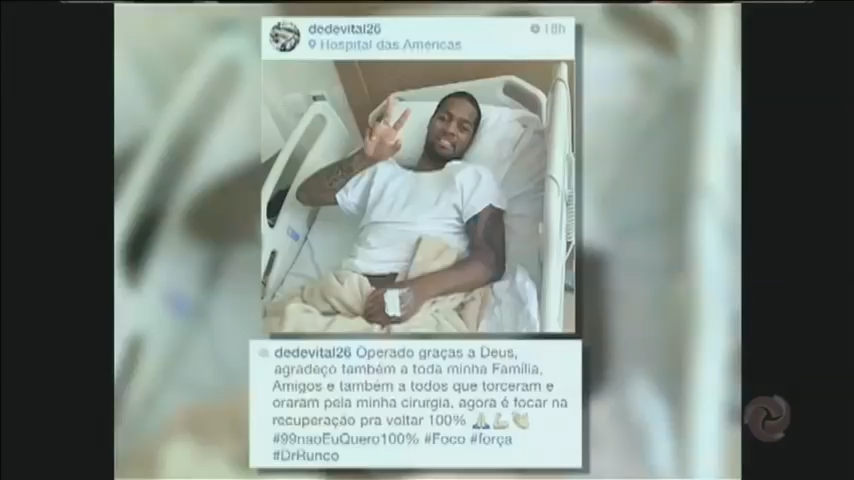 dedevital26
18h
Hospital das Americas
dedevital26 Operado graças a Deus,
agradeço também a toda minha Família,
Amigos e também a todos que torceram e
oraram pela minha cirurgia, agora é focar na
recuperação pra voltar 100% 🙏💪👏
#99naoEuQuero100% #Foco #força
#DrRunco